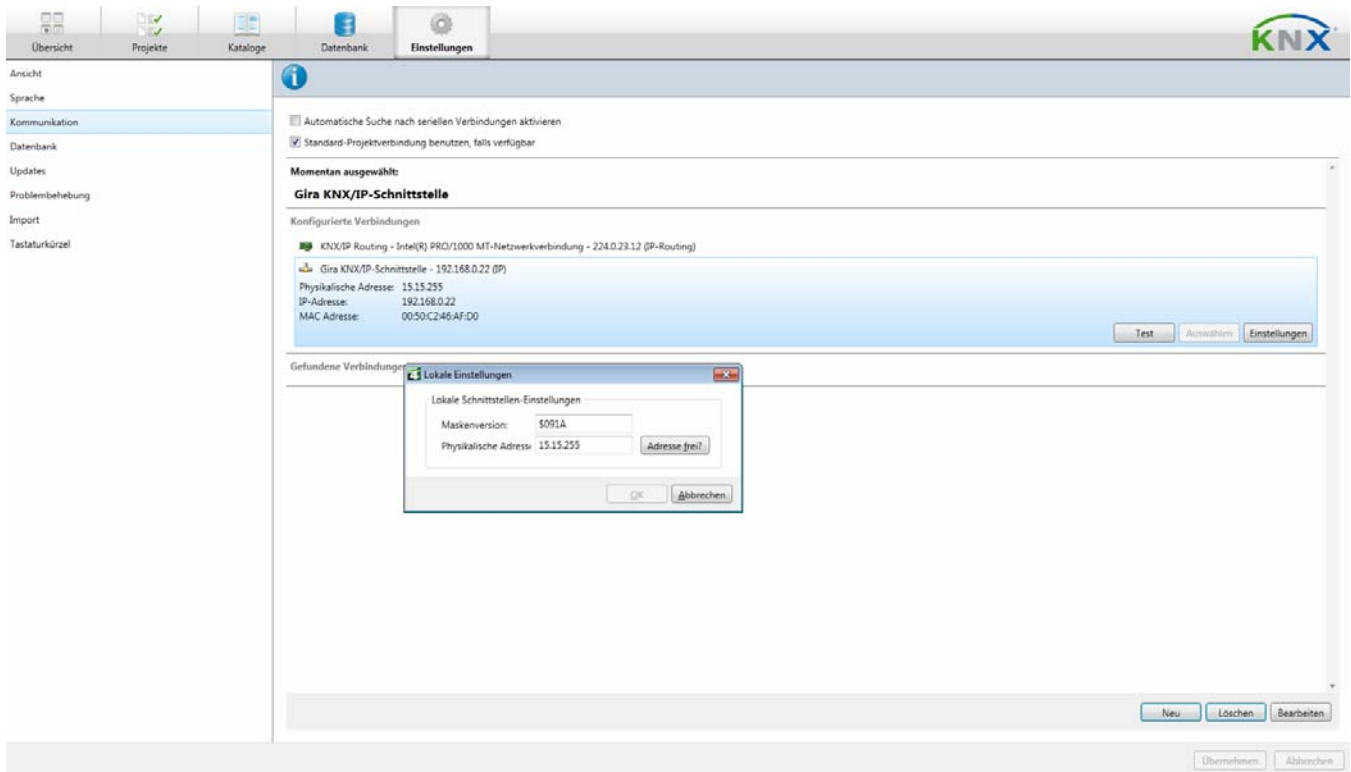 Übersicht
Projekte
Kataloge
Datenbank
Einstellungen
KNX
Ansicht
Sprache
Kommunikation
Datenbank
Updates
Problembehebung
Import
Tastaturkürzel
Automatische Suche nach seriellen Verbindungen aktivieren
Standard-Projektverbindung benutzen, falls verfügbar
Momentan ausgewählt:
Gira KNX/IP-Schnittstelle
Konfigurierte Verbindungen
KNX/IP Routing - Intel(R) PRO/1000 MT-Netzwerkverbindung - 224.0.23.12 (IP-Routing)
Gira KNX/IP-Schnittstelle - 192.168.0.22 (IP)
Physikalische Adresse: 15.15.255
IP-Adresse: 192.168.0.22
MAC Adresse: 00:50:C2:46:AF:D0
Test Auswählen Einstellungen
Gefundene Verbindunge
Lokale Einstellungen
Lokale Schnittstellen-Einstellungen
Maskenversion: $091A
Physikalische Adresse 15.15.255 Adresse frei?
OK Abbrechen
Neu Löschen Bearbeiten
Übernehmen Abbrechen